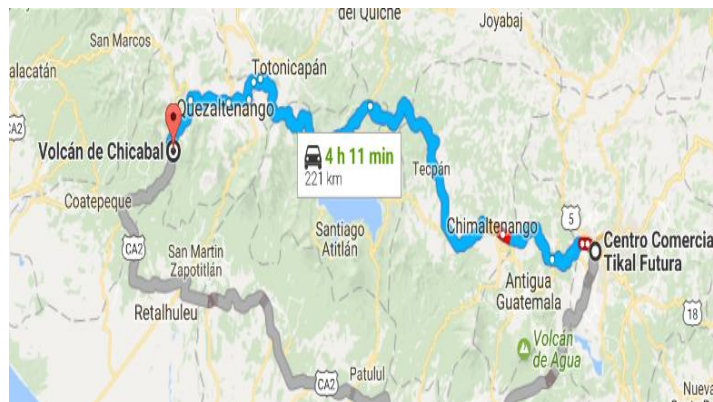 del Quiché
Joyabaj
San Marcos
alacatán
Totonicapán
Quezaltenango
CA2
Volcán de Chicabal
4 h 11 min
221 km
Tecpán
Coatepeque
Santiago
Atitlán
Chimaltenango
5
Centro Comercia
Tikal Futura
CA2
San Martin
Zapotitlán
Antigua
Guatemala
Retalhuleu
18
Volcán
de Agua
Patulul
CA2
Nueva